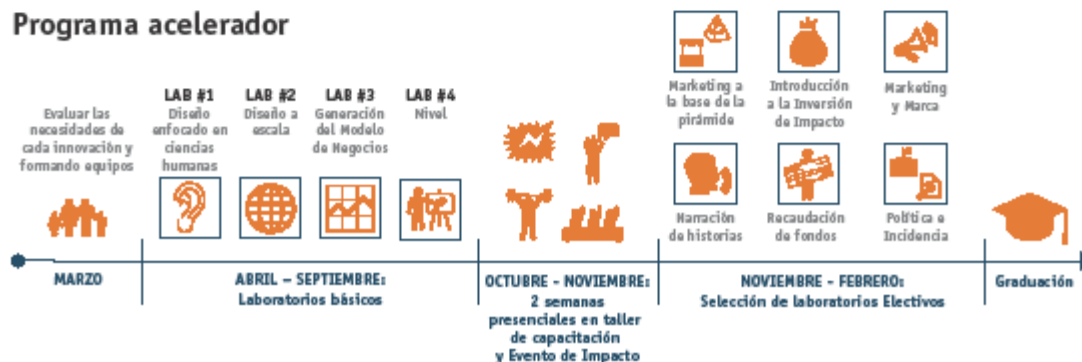 Programa acelerador
Evaluar las
necesidades de
cada innovación y
formando equipos
LAB #1
Diseño
enfocado en
ciencias
humanas
LAB #2
Diseño a
escala
LAB #3
Generación
del Modelo
de Negocios
LAB #4
Nivel
Marketing a
la base de la
pirámide
Introducción
a la Inversión
de Impacto
Marketing
y Marca
Narración
de historias
Recaudación
de fondos
Política e
Incidencia
MARZO
ABRIL – SEPTIEMBRE:
Laboratorios básicos
OCTUBRE - NOVIEMBRE:
2 semanas
presenciales en taller
de capacitación
y Evento de Impacto
NOVIEMBRE - FEBRERO:
Selección de laboratorios Electivos
Graduación